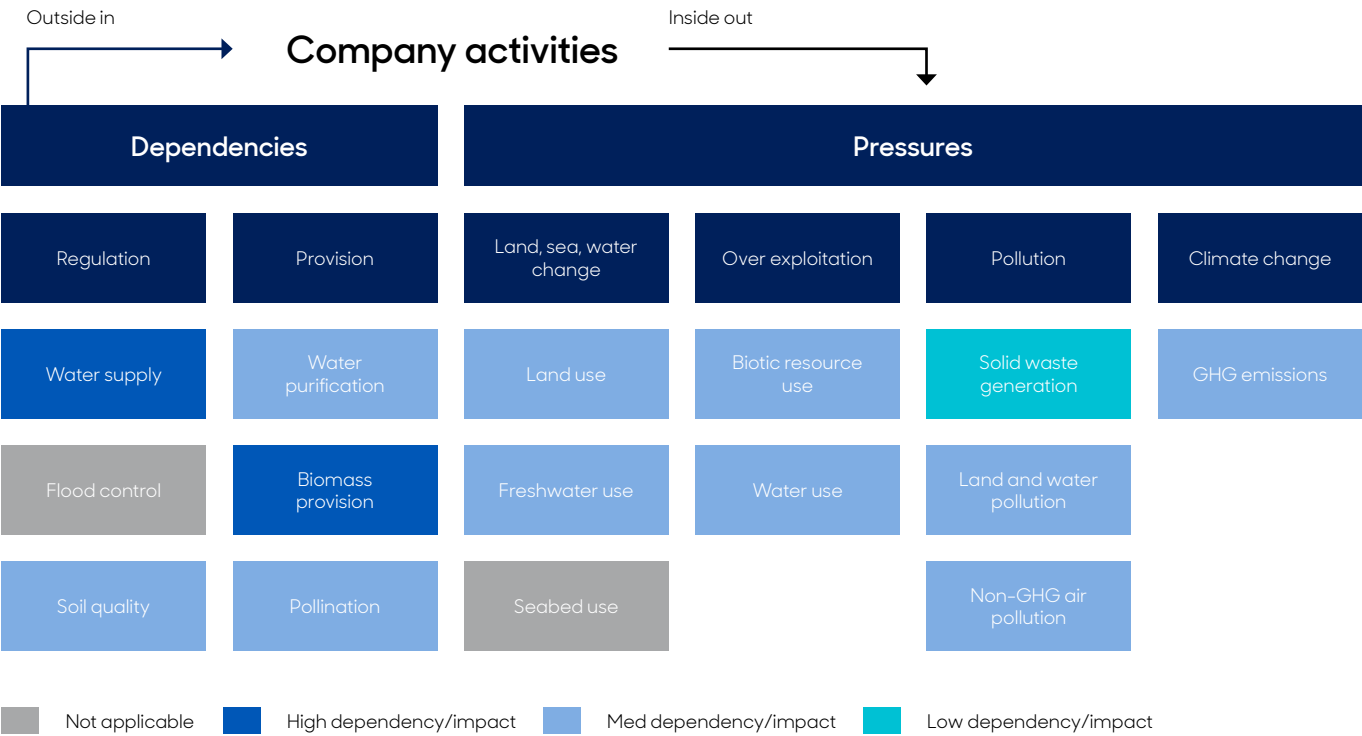 Outside in
Inside out
Company activities
Dependencies
Pressures
Regulation
Provision
Land, sea, water
change
Over exploitation
Pollution
Climate change
Water supply
Water
purification
Land use
Biotic resource
use
Solid waste
generation
GHG emissions
Flood control
Biomass
provision
Freshwater use
Water use
Land and water
pollution
Soil quality
Pollination
Seabed use
Non-GHG air
pollution
Not applicable
High dependency/impact
Med dependency/impact
Low dependency/impact